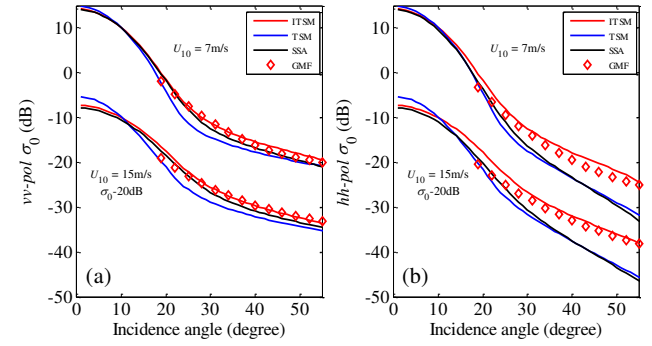 15
10
0
-10
-20
-30
-40
-50
vv-pol σ0 (dB)
ITSM
TSM
SSA
GMF
U10 = 7m/s
U10 = 15m/s
σ0-20dB
(a)
0 10 20 30 40 50
Incidence angle (degree)
15
10
0
-10
-20
-30
-40
-50
hh-pol σ0 (dB)
ITSM
TSM
SSA
GMF
U10 = 7m/s
U10 = 15m/s
σ0-20dB
(b)
0 10 20 30 40 50
Incidence angle (degree)